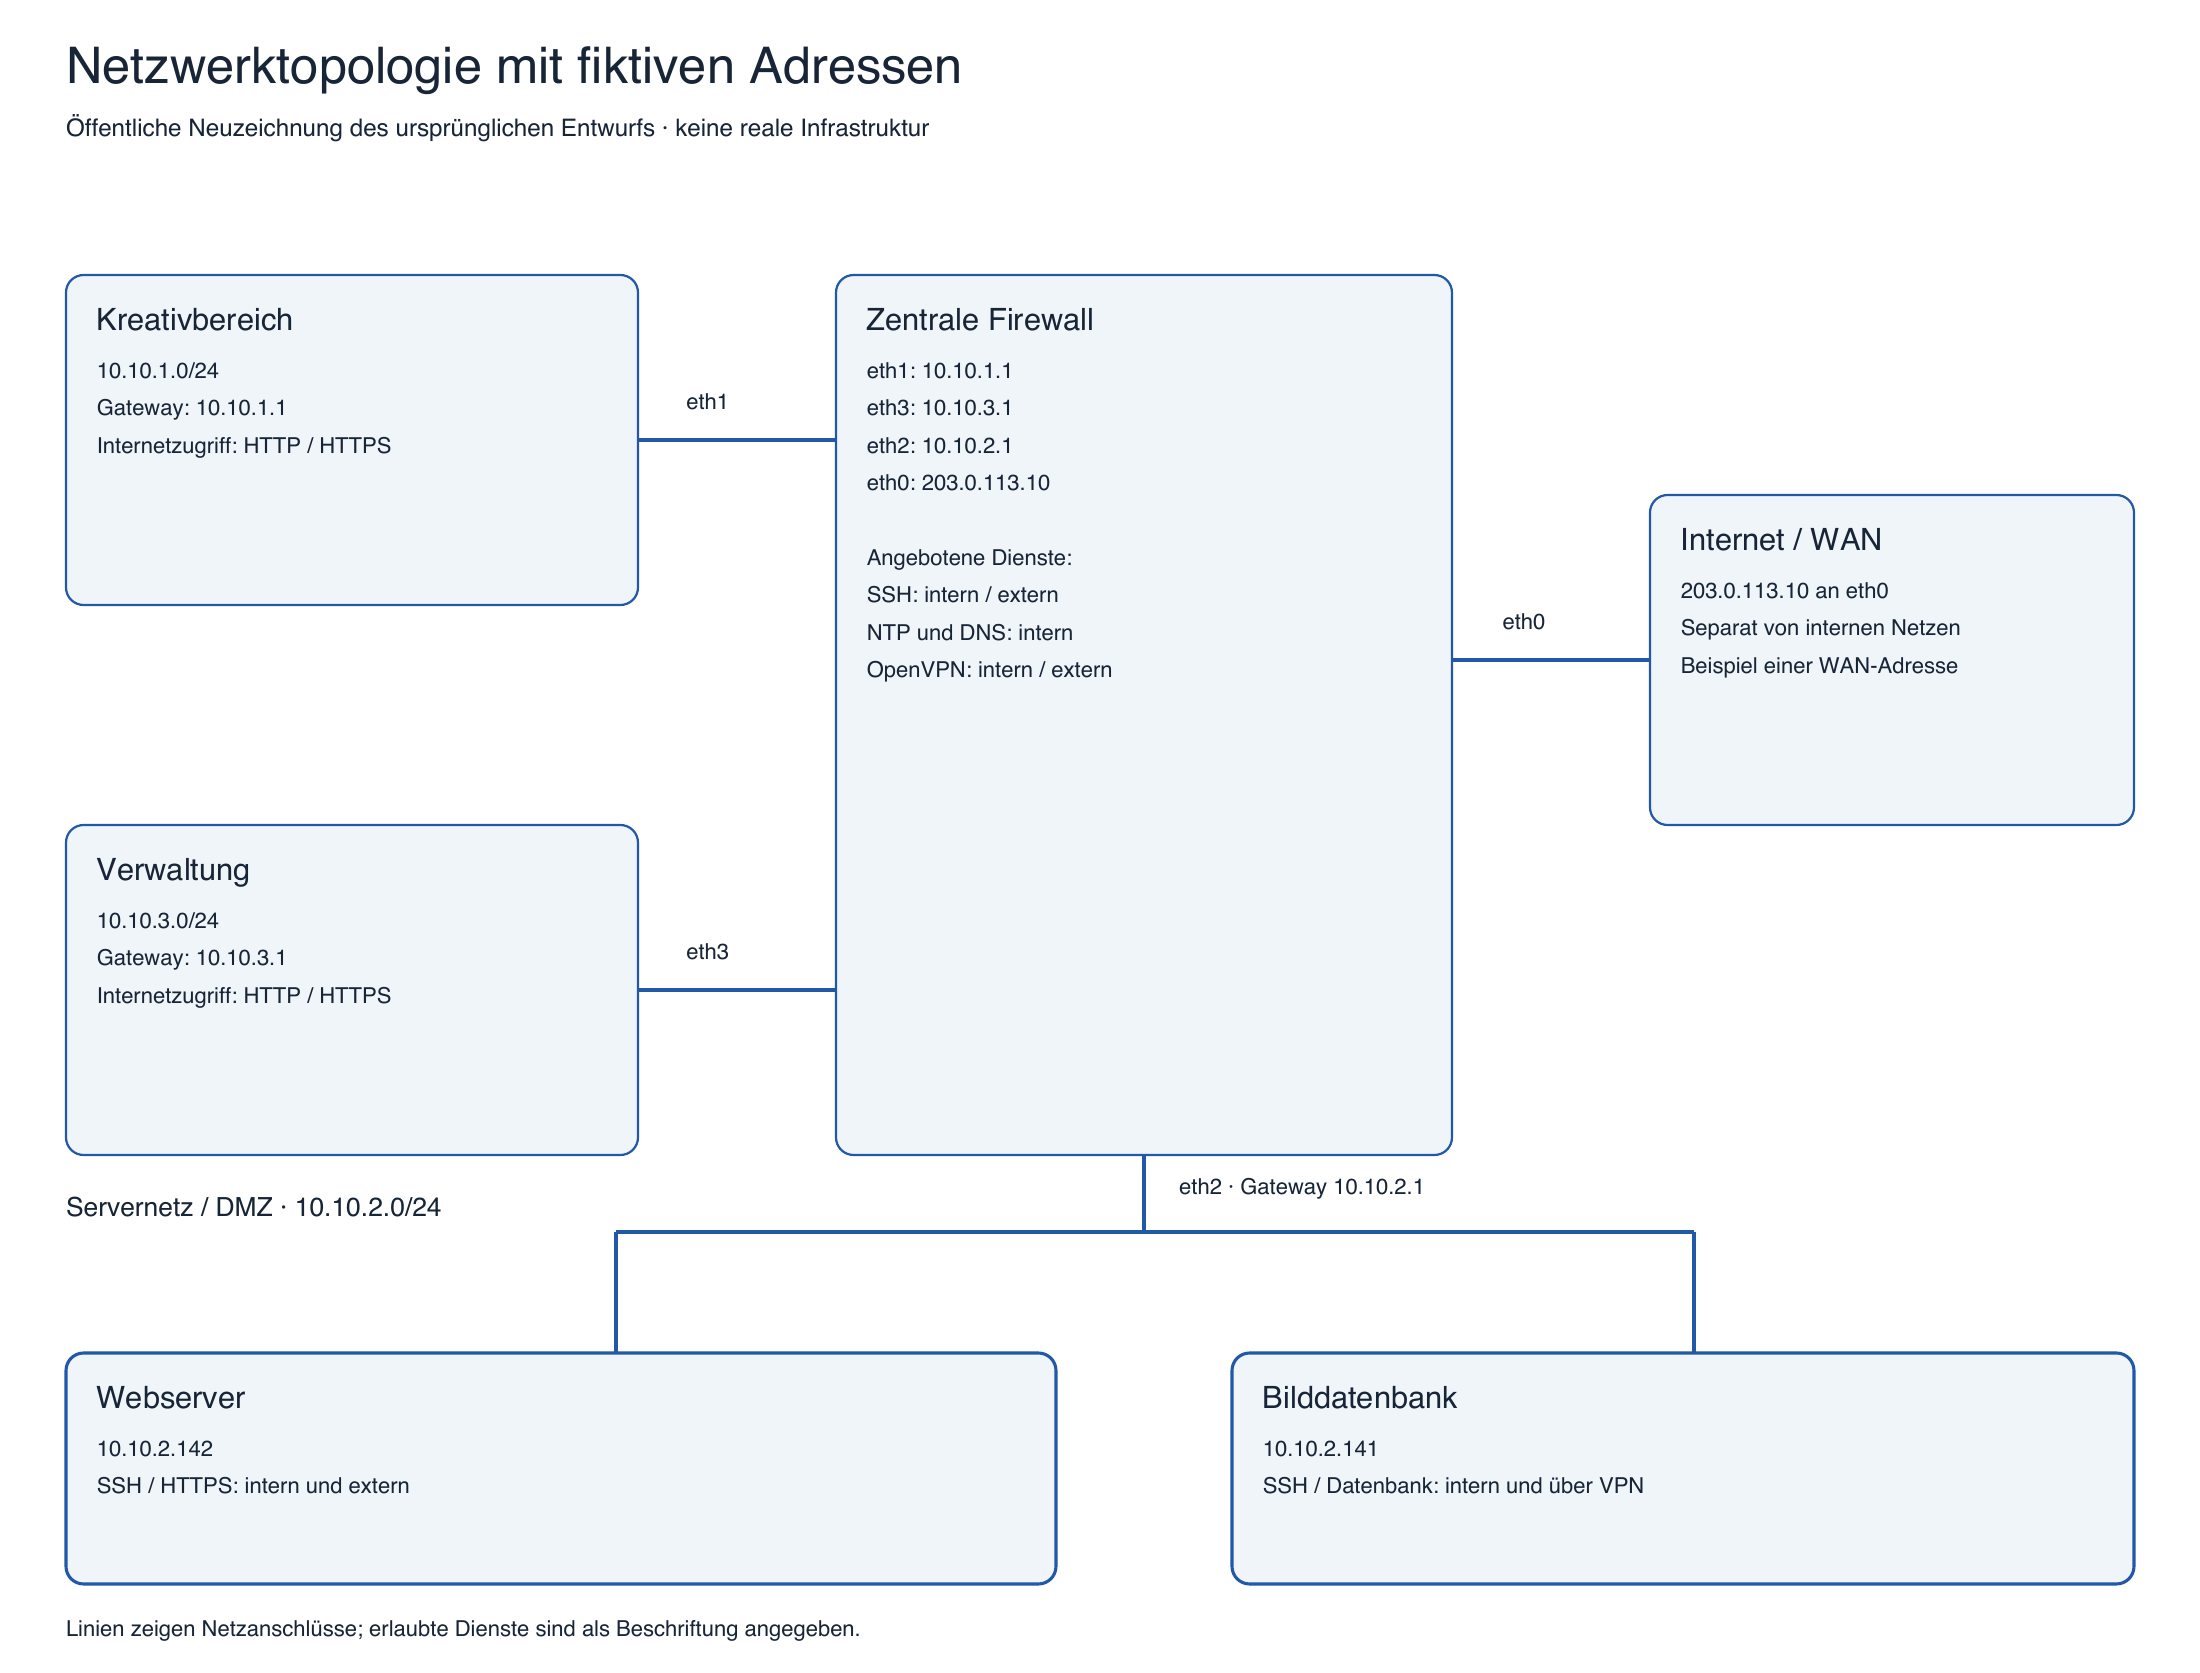 Netzwerktopologie mit fiktiven Adressen
Öffentliche Neuzeichnung des ursprünglichen Entwurfs · keine reale Infrastruktur
Kreativbereich
10.10.1.0/24
Gateway: 10.10.1.1
Internetzugriff: HTTP / HTTPS
eth1
Zentrale Firewall
eth1: 10.10.1.1
eth3: 10.10.3.1
eth2: 10.10.2.1
eth0: 203.0.113.10
Angebotene Dienste:
SSH: intern / extern
NTP und DNS: intern
OpenVPN: intern / extern
eth0
Internet / WAN
203.0.113.10 an eth0
Separat von internen Netzen
Beispiel einer WAN-Adresse
Verwaltung
10.10.3.0/24
Gateway: 10.10.3.1
Internetzugriff: HTTP / HTTPS
eth3
eth2 · Gateway 10.10.2.1
Servernetz / DMZ · 10.10.2.0/24
Webserver
10.10.2.142
SSH / HTTPS: intern und extern
Bilddatenbank
10.10.2.141
SSH / Datenbank: intern und über VPN
Linien zeigen Netzanschlüsse; erlaubte Dienste sind als Beschriftung angegeben.